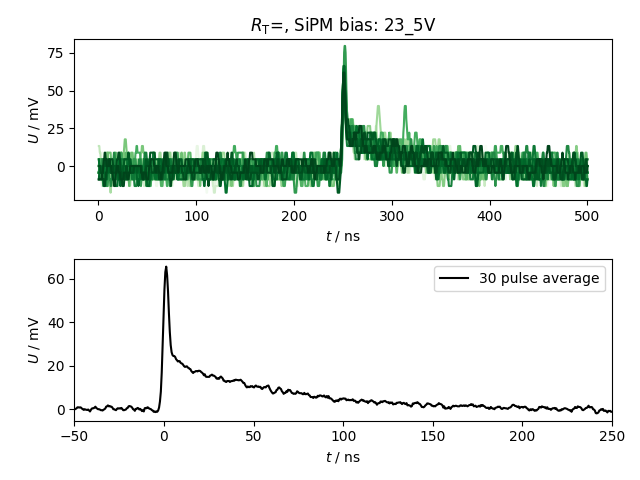 R_T=, SiPM bias: 23_5V
U / mV
75
50
25
0
0 100 200 300 400 500
t / ns
U / mV
60
40
20
0
30 pulse average
−50 0 50 100 150 200 250
t / ns